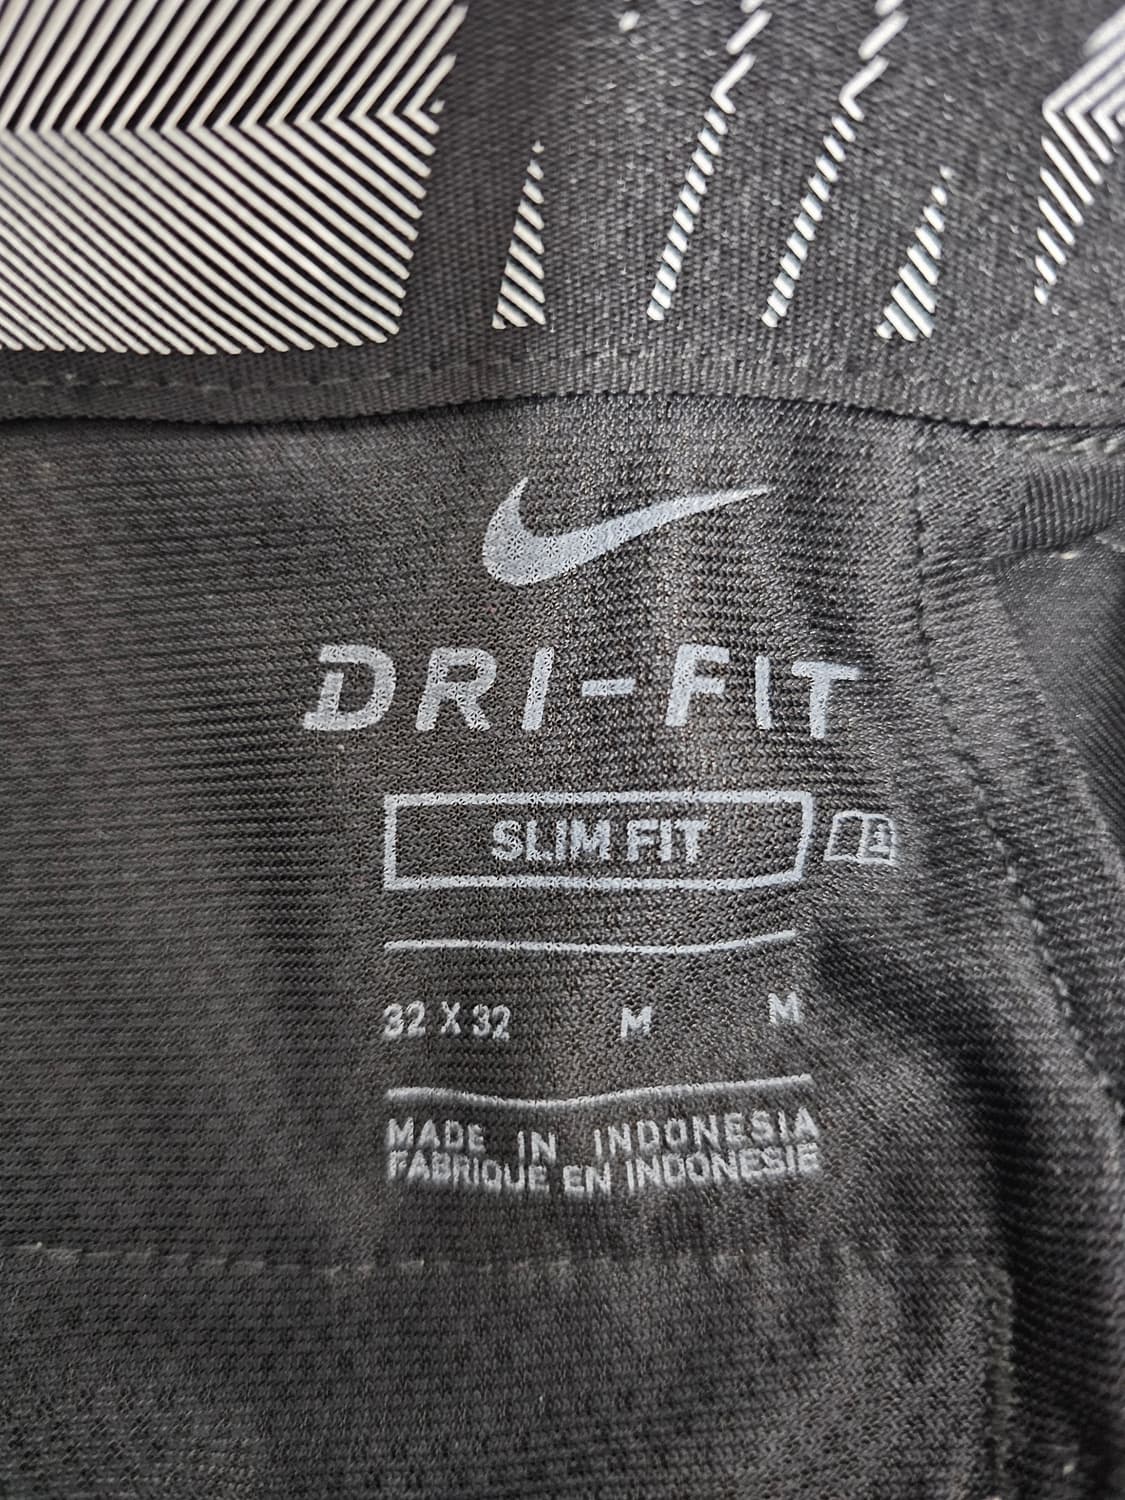 DRI-FIT
SLIM FIT
32 X 32 M M
MADE IN INDONESIA
FABRIQUE EN INDONESIE